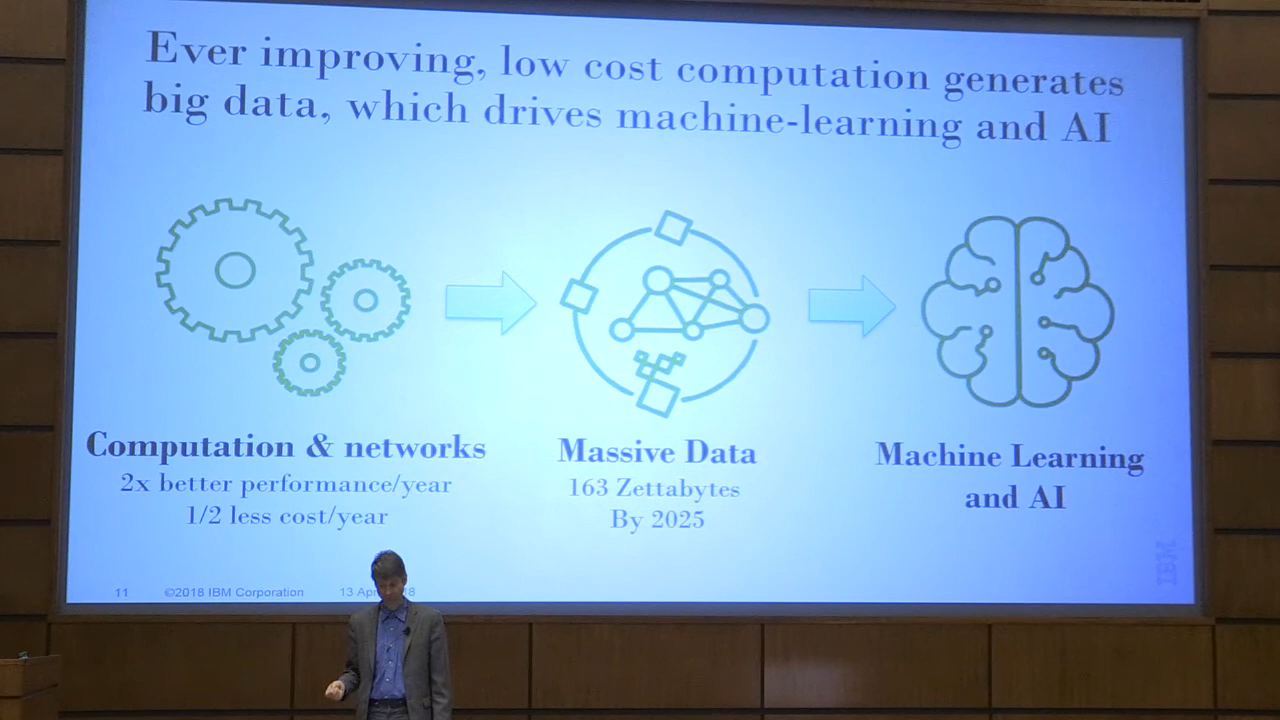 Ever improving, low cost computation generates
big data, which drives machine-learning and AI
Computation & networks
2x better performance/year
1/2 less cost/year
Massive Data
163 Zettabytes
By 2025
Machine Learning
and AI
IBM
11 ©2018 IBM Corporation 13